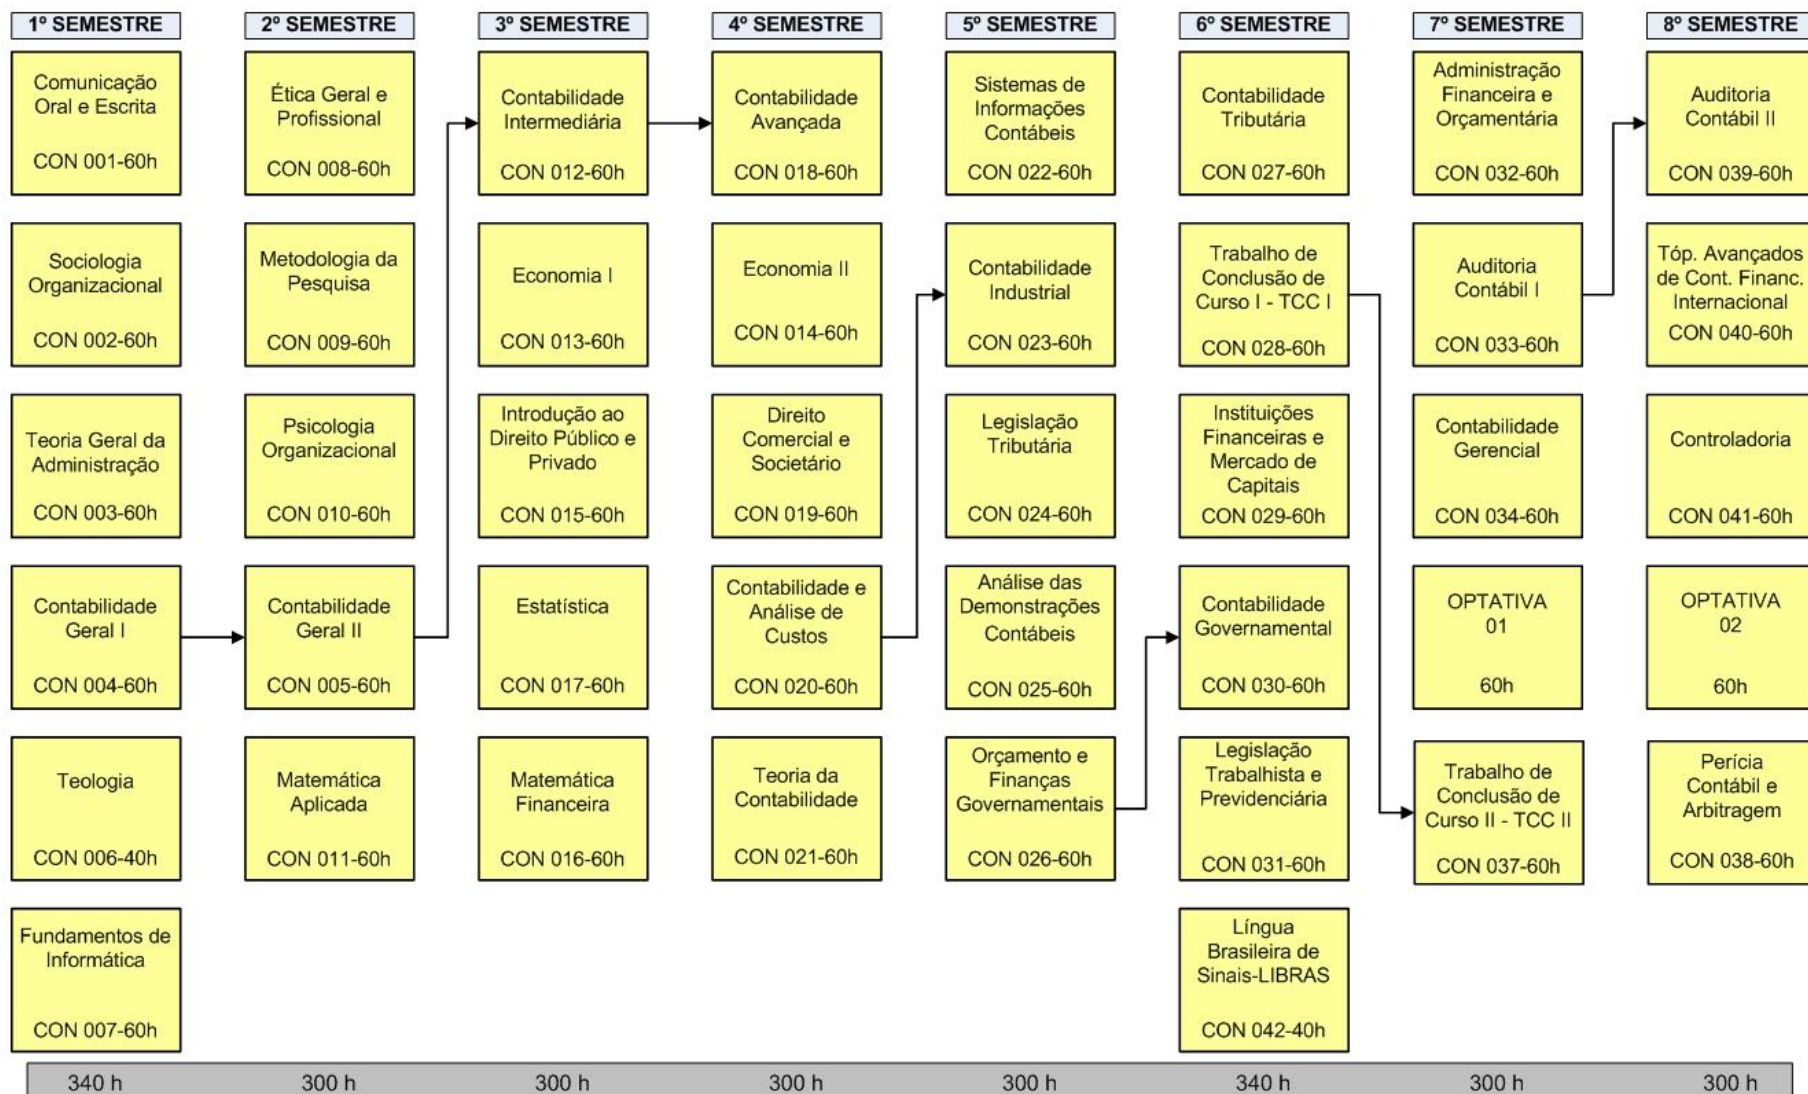 1º SEMESTRE
Comunicação
Oral e Escrita
CON 001-60h
Sociologia
Organizacional
CON 002-60h
Teoria Geral da
Administração
CON 003-60h
Contabilidade
Geral I
CON 004-60h
Teologia
CON 006-40h
Fundamentos de
Informática
CON 007-60h
340 h
2º SEMESTRE
Ética Geral e
Profissional
CON 008-60h
Metodologia da
Pesquisa
CON 009-60h
Psicologia
Organizacional
CON 010-60h
Contabilidade
Geral II
CON 005-60h
Matemática
Aplicada
CON 011-60h
300 h
3º SEMESTRE
Contabilidade
Intermediária
CON 012-60h
Economia I
CON 013-60h
Introdução ao
Direito Público e
Privado
CON 015-60h
Estatística
CON 017-60h
Matemática
Financeira
CON 016-60h
300 h
4º SEMESTRE
Contabilidade
Avançada
CON 018-60h
Economia II
CON 014-60h
Direito
Comercial e
Societário
CON 019-60h
Contabilidade e
Análise de
Custos
CON 020-60h
Teoria da
Contabilidade
CON 021-60h
300 h
5º SEMESTRE
Sistemas de
Informações
Contábeis
CON 022-60h
Contabilidade
Industrial
CON 023-60h
Legislação
Tributária
CON 024-60h
Análise das
Demonstrações
Contábeis
CON 025-60h
Orçamento e
Finanças
Governamentais
CON 026-60h
300 h
6º SEMESTRE
Contabilidade
Tributária
CON 027-60h
Trabalho de
Conclusão de
Curso I - TCC I
CON 028-60h
Instituições
Financeiras e
Mercado de
Capitais
CON 029-60h
Contabilidade
Governamental
CON 030-60h
Legislação
Trabalhista e
Previdenciária
CON 031-60h
Língua
Brasileira de
Sinais-LIBRAS
CON 042-40h
340 h
7º SEMESTRE
Administração
Financeira e
Orçamentária
CON 032-60h
Auditoria
Contábil I
CON 033-60h
Contabilidade
Gerencial
CON 034-60h
OPTATIVA
01
60h
Trabalho de
Conclusão de
Curso II - TCC II
CON 037-60h
300 h
8º SEMESTRE
Auditoria
Contábil II
CON 039-60h
Tóp. Avançados
de Cont. Financ.
Internacional
CON 040-60h
Controladoria
CON 041-60h
OPTATIVA
02
60h
Perícia
Contábil e
Arbitragem
CON 038-60h
300 h